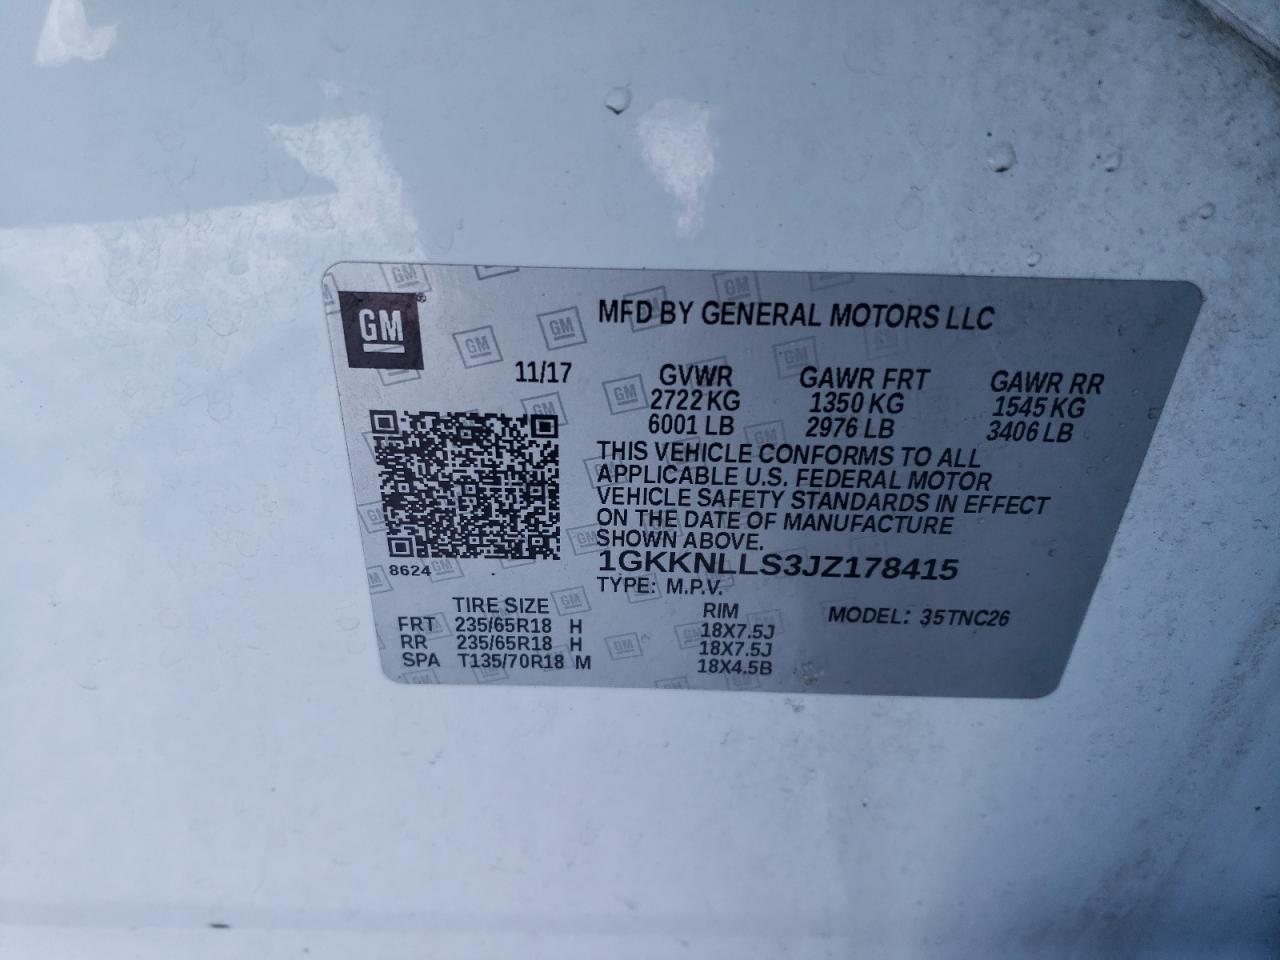 GM
MFD BY GENERAL MOTORS LLC
11/17 GVWR GAWR FRT GAWR RR
2722 KG 1350 KG 1545 KG
6001 LB 2976 LB 3406 LB
THIS VEHICLE CONFORMS TO ALL
APPLICABLE U.S. FEDERAL MOTOR
VEHICLE SAFETY STANDARDS IN EFFECT
ON THE DATE OF MANUFACTURE
SHOWN ABOVE.
8624
1GKKNLLS3JZ178415
TYPE: M.P.V.
TIRE SIZE RIM MODEL: 35TNC26
FRT 235/65R18 H 18X7.5J
RR 235/65R18 H 18X7.5J
SPA T135/70R18 M 18X4.5B